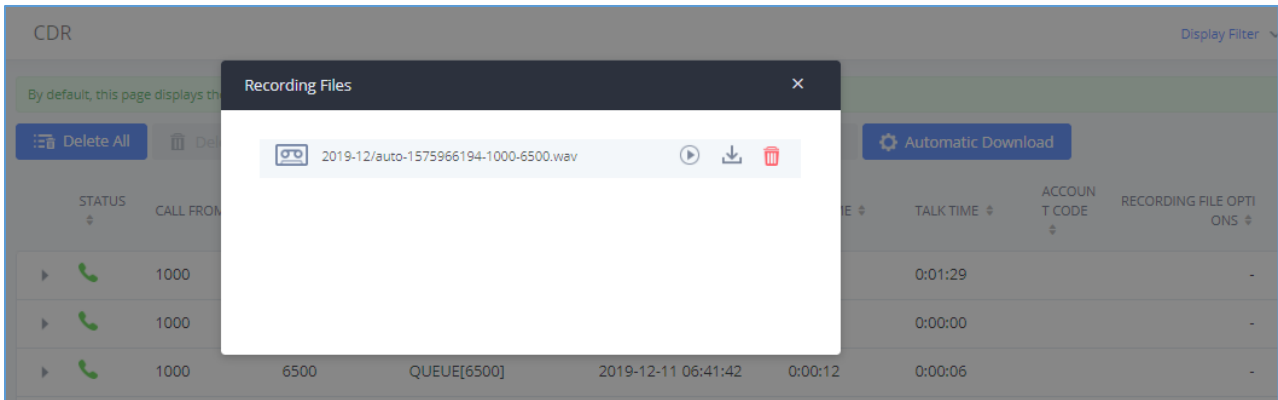 CDR
Display Filter
Recording Files
By default, this page displays th
Delete All
Del
Automatic Download
2019-12/auto-1575966194-1000-6500.wav
STATUS
CALL FROM
ME
TALK TIME
ACCOUN
T CODE
RECORDING FILE OPTI
ONS
1000
0:01:29
-
1000
0:00:00
-
1000 6500 QUEUE[6500] 2019-12-11 06:41:42 0:00:12 0:00:06 -